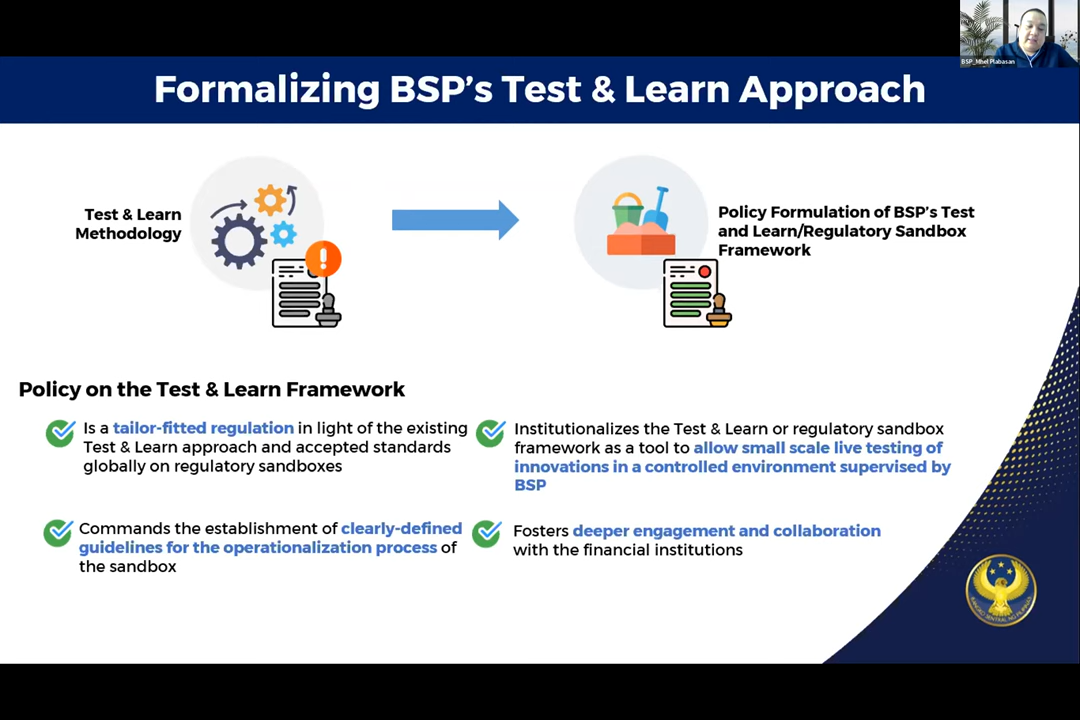 BSP_Mhel Plabasan
Formalizing BSP's Test & Learn Approach
Test & Learn
Methodology
Policy Formulation of BSP's Test
and Learn/Regulatory Sandbox
Framework
Policy on the Test & Learn Framework
Is a tailor-fitted regulation in light of the existing
Test & Learn approach and accepted standards
globally on regulatory sandboxes
Institutionalizes the Test & Learn or regulatory sandbox
framework as a tool to allow small scale live testing of
innovations in a controlled environment supervised by
BSP
Commands the establishment of clearly-defined
guidelines for the operationalization process of
the sandbox
Fosters deeper engagement and collaboration
with the financial institutions
BANGKO SENTRAL NG PILIPINAS